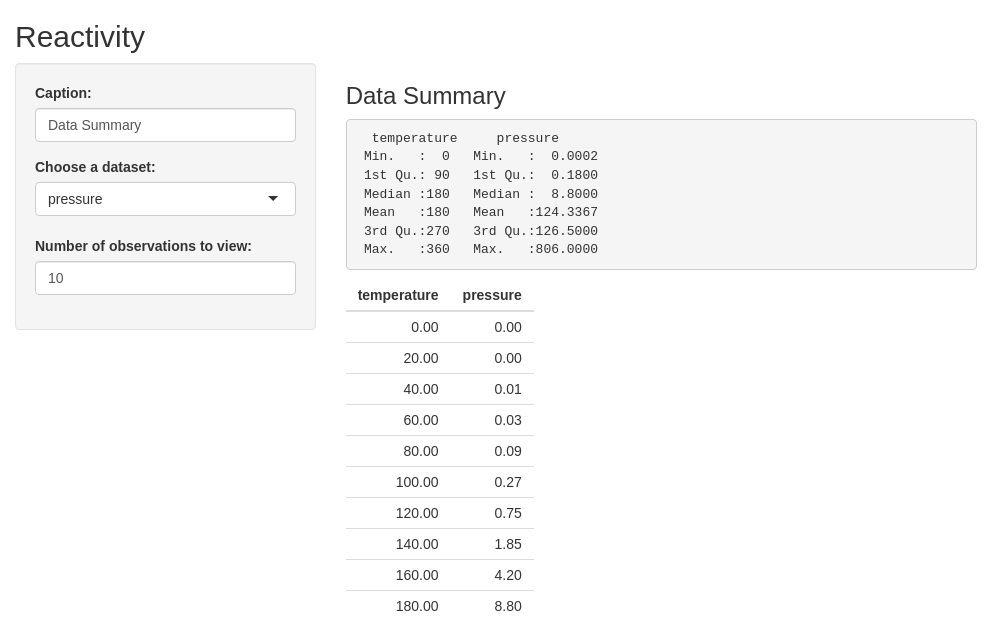 Reactivity
Caption:
Data Summary
Choose a dataset:
pressure
Number of observations to view:
10
Data Summary
temperature     pressure
Min.   :  0   Min.   :  0.0002
1st Qu.: 90   1st Qu.:  0.1800
Median :180   Median :  8.8000
Mean   :180   Mean   :124.3367
3rd Qu.:270   3rd Qu.:126.5000
Max.   :360   Max.   :806.0000
temperature pressure
0.00 0.00
20.00 0.00
40.00 0.01
60.00 0.03
80.00 0.09
100.00 0.27
120.00 0.75
140.00 1.85
160.00 4.20
180.00 8.80